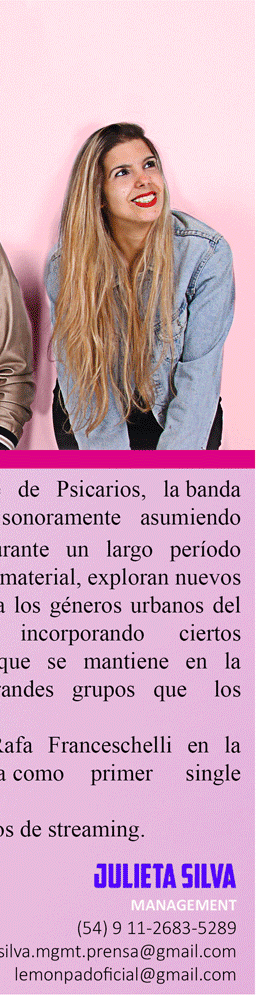 de Psicarios, la banda
sonoramente asumiendo
urante un largo período
material, exploran nuevos
a los géneros urbanos del
incorporando ciertos
que se mantiene en la
randes grupos que los
Rafa Franceschelli en la
a como primer single
os de streaming.
JULIETA SILVA
MANAGEMENT
(54) 9 11-2683-5289
silva.mgmt.prensa@gmail.com
lemonpadoficial@gmail.com